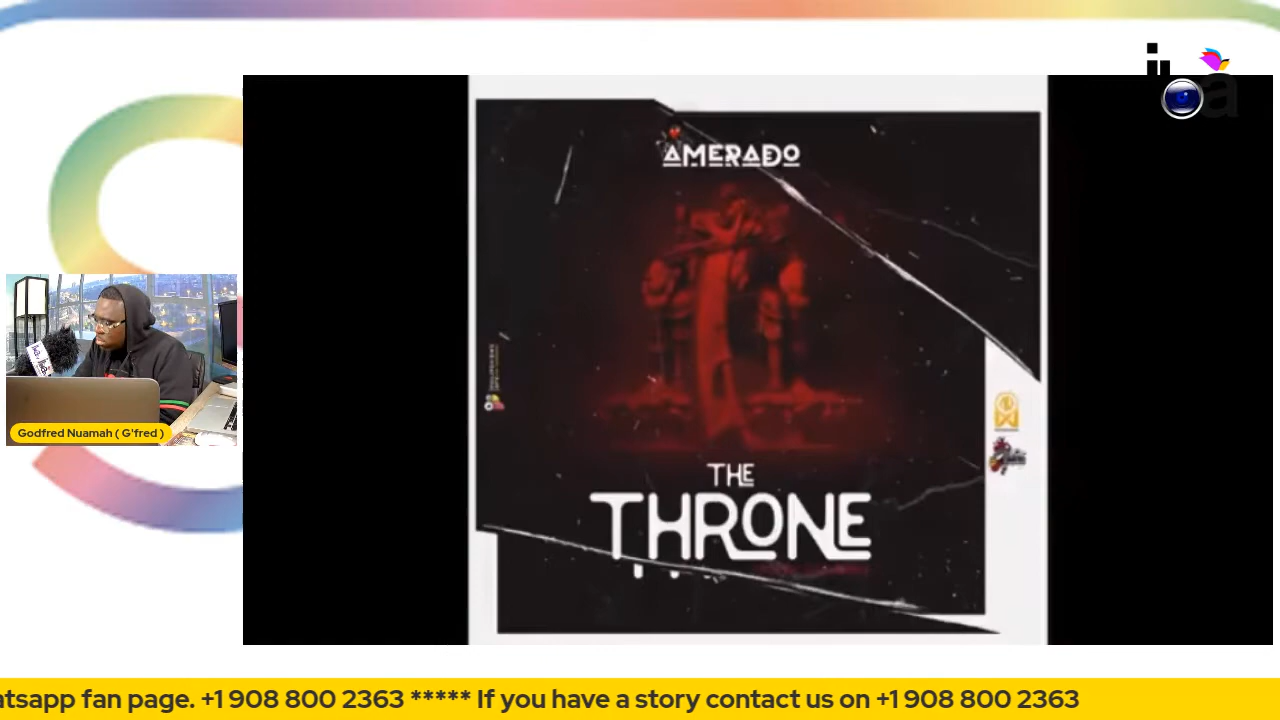 AMERADO
THE
THRONE
Godfred Nuamah ( G'fred )
atsapp fan page. +1 908 800 2363 ***** If you have a story contact us on +1 908 800 2363